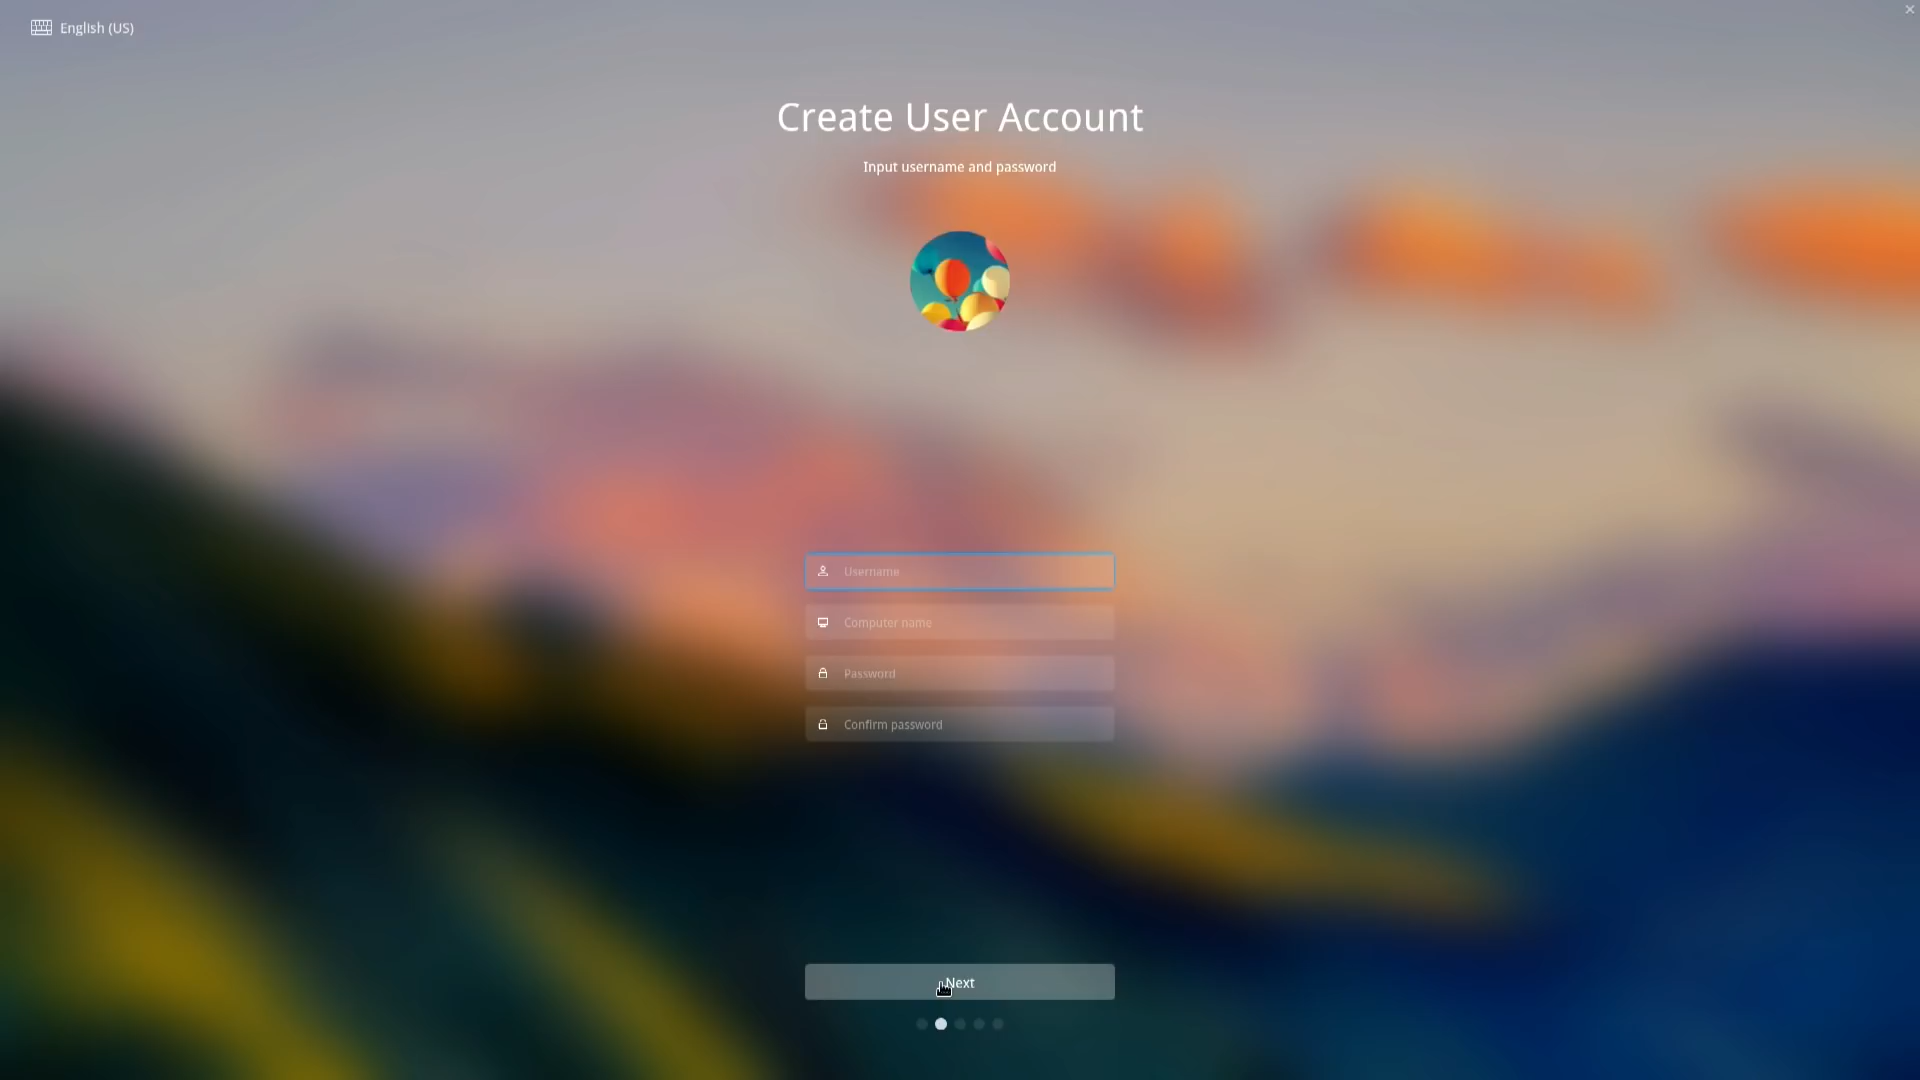 English (US)
Create User Account
Input username and password
Username
Computer name
Password
Confirm password
Next